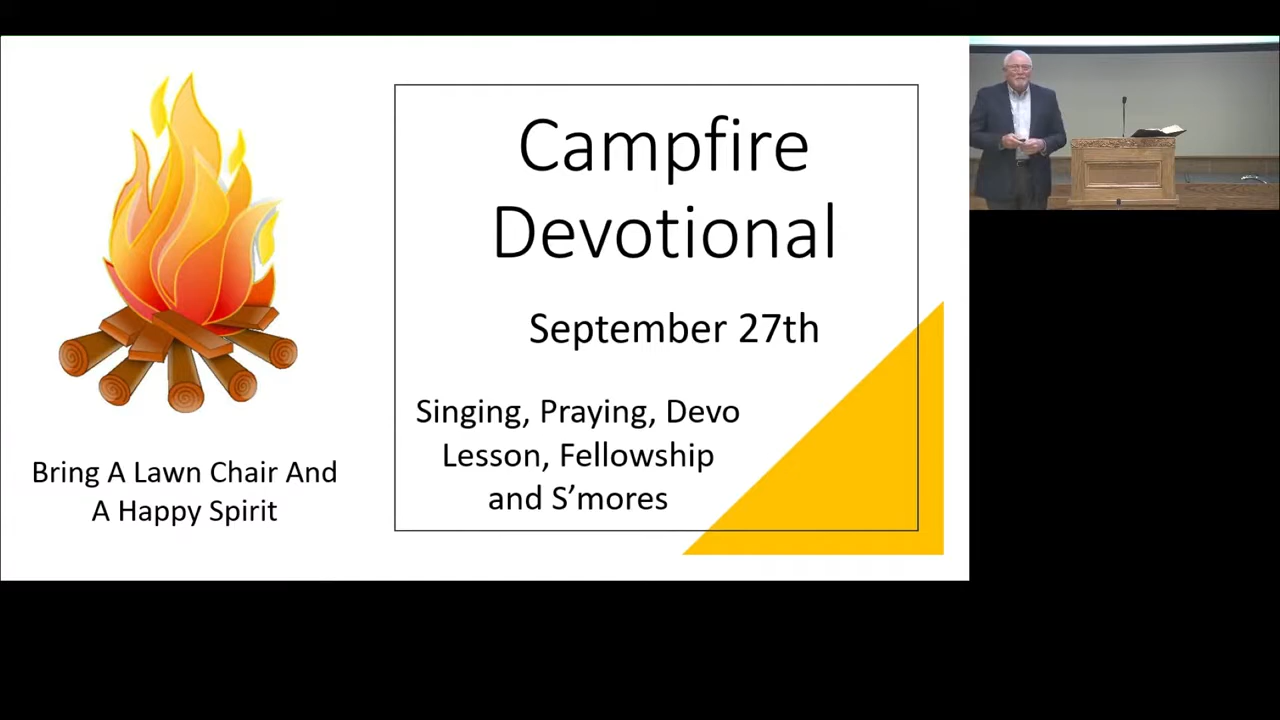 Campfire
Devotional
September 27th
Singing, Praying, Devo
Lesson, Fellowship
and S’mores
Bring A Lawn Chair And
A Happy Spirit